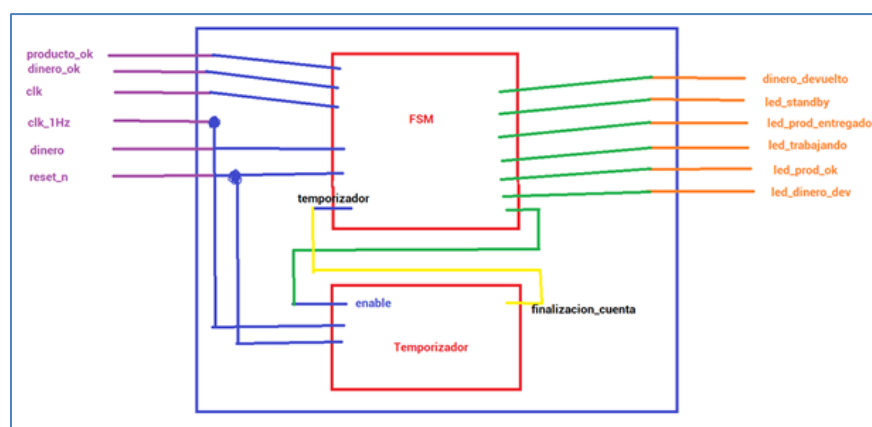 producto_ok
dinero_ok
clk
clk_1Hz
dinero
reset_n
FSM
temporizador
dinero_devuelto
led_standby
led_prod_entregado
led_trabajando
led_prod_ok
led_dinero_dev
enable
finalizacion_cuenta
Temporizador